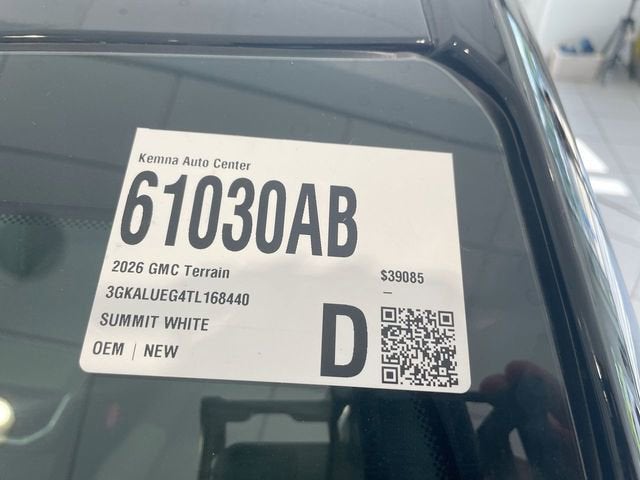 Kemna Auto Center
61030AB
2026 GMC Terrain
$39085
–
3GKALUEG4TL168440
SUMMIT WHITE
OEM | NEW
D